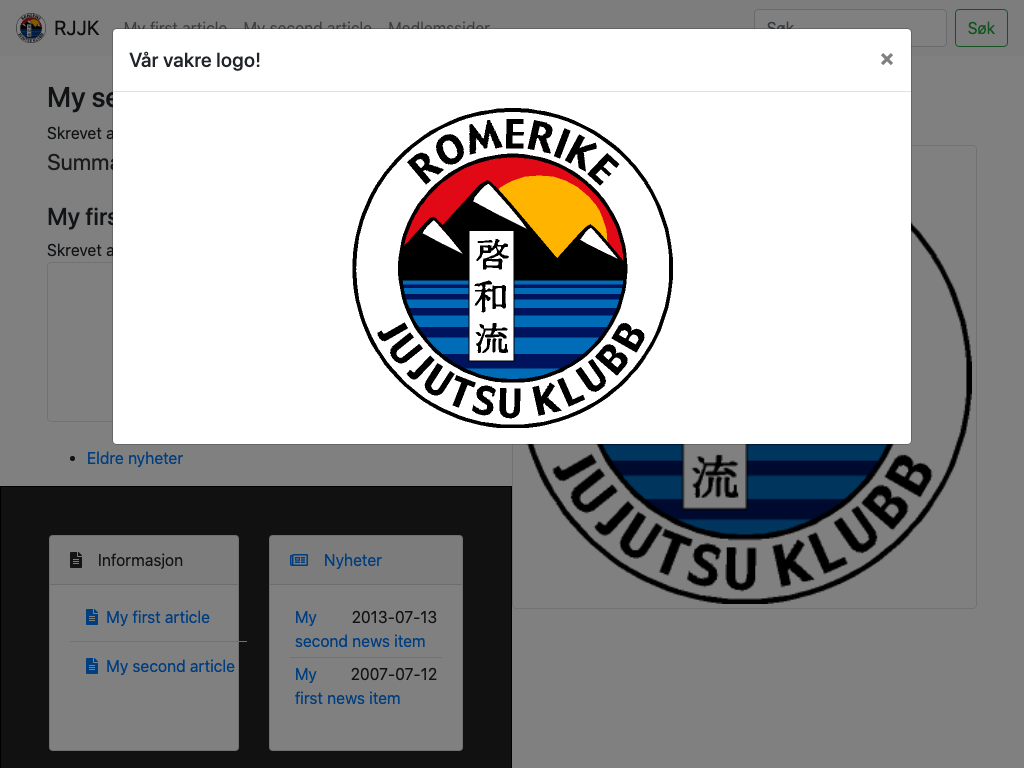 RJJK My first article My second article Medlemssider Søk Søk
Vår vakre logo! ×
My se
Skrevet a
Summa
My firs
Skrevet a
ROMERIKE
啓
和
流
JUJUTSU KLUBB
Eldre nyheter
流
JUJUTSU KLUBB
Informasjon
My first article
My second article
Nyheter
My 2013-07-13
second news item
My 2007-07-12
first news item